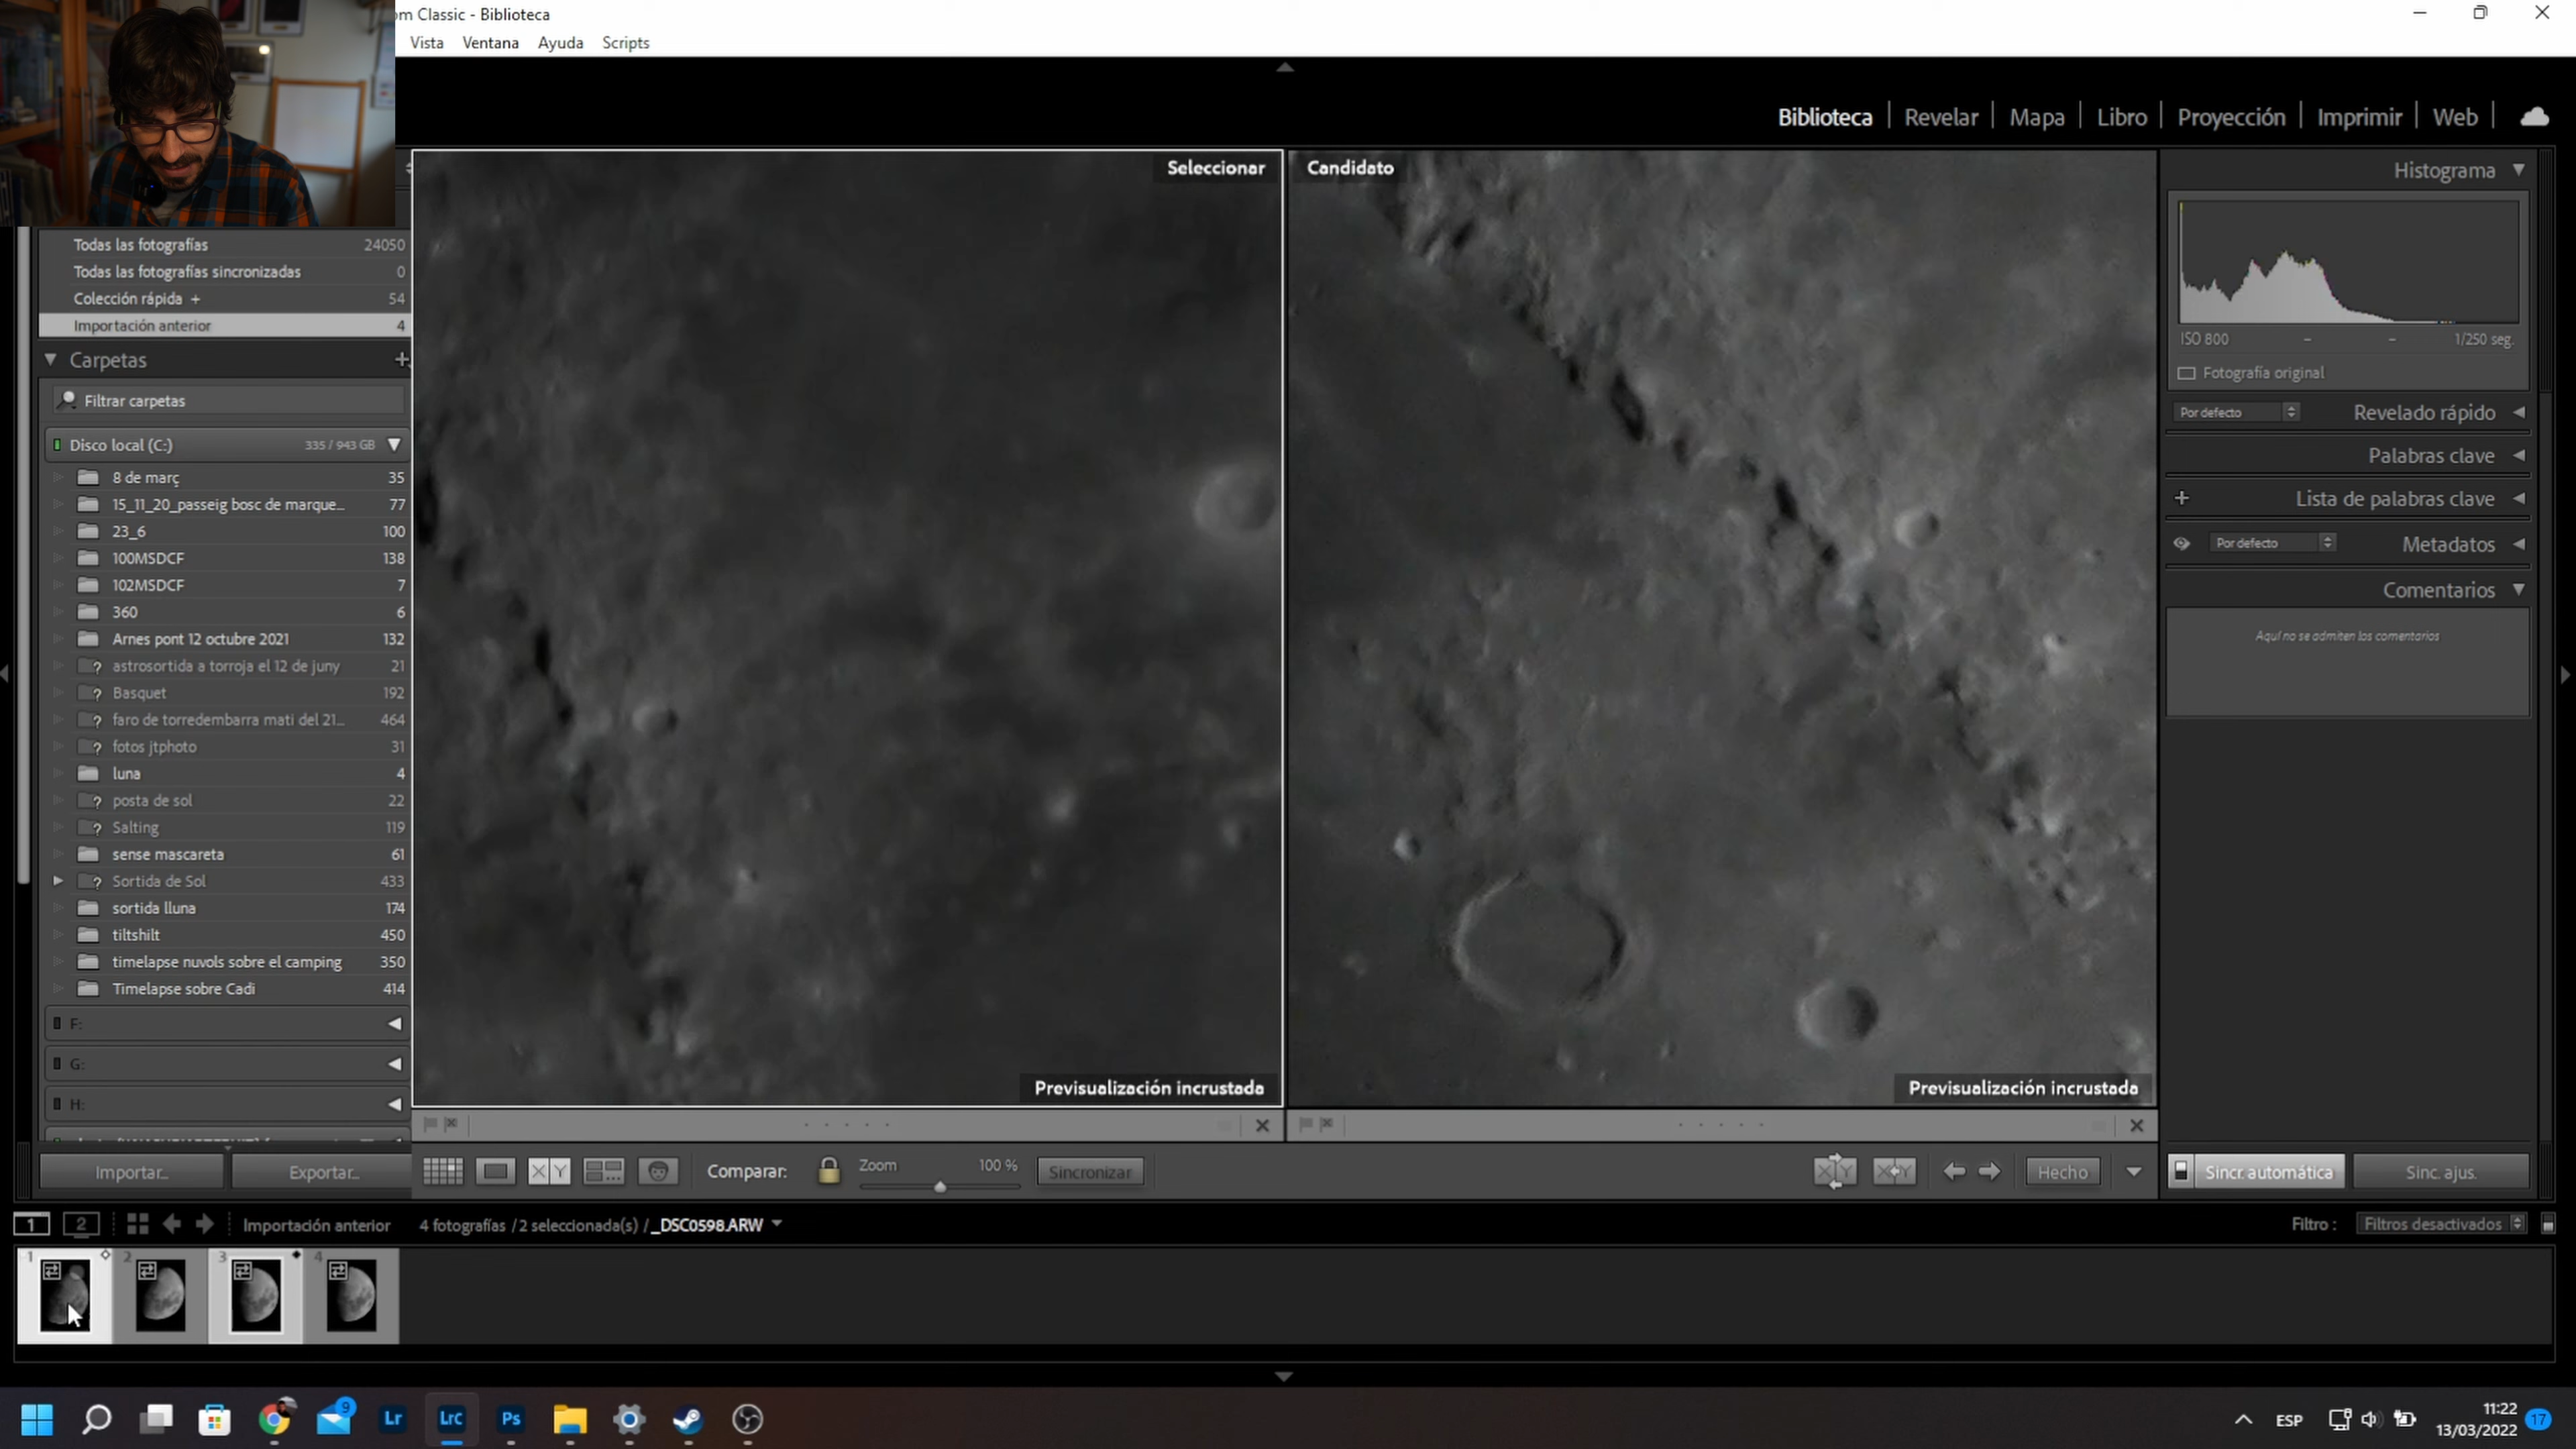 om Classic - Biblioteca
Vista Ventana Ayuda Scripts
Biblioteca | Revelar | Mapa | Libro | Proyección | Imprimir | Web |
Seleccionar
Candidato
Histograma
ISO 800 - - 1/250 seg.
Fotografía original
Por defecto Revelado rápido
Palabras clave
+ Lista de palabras clave
Por defecto Metadatos
Comentarios
Aquí no se admiten los comentarios
Todas las fotografías 24050
Todas las fotografías sincronizadas 0
Colección rápida + 54
Importación anterior 4
Carpetas +
Filtrar carpetas
Disco local (C:) 335 / 943 GB
8 de març 35
15_11_20_passeig bosc de marque... 77
23_6 100
100MSDCF 138
102MSDCF 7
360 6
Arnes pont 12 octubre 2021 132
? astrosortida a torroja el 12 de juny 21
? Basquet 192
? faro de torredembarra mati del 21... 464
? fotos jtphoto 31
luna 4
? posta de sol 22
? Salting 119
sense mascareta 61
? Sortida de Sol 433
sortida lluna 174
tiltshilt 450
timelapse nuvols sobre el camping 350
Timelapse sobre Cadi 414
F:
G:
H:
Previsualización incrustada
Previsualización incrustada
Importar... Exportar...
XY Comparar: Zoom 100 % Sincronizar
XY XY Hecho
Sincr. automática Sinc. ajus.
1 2 Importación anterior 4 fotografías / 2 seleccionada(s) / _DSC0598.ARW
Filtro : Filtros desactivados
1 2 3 4
9 Lr LrC Ps
ESP 11:22
13/03/2022 17